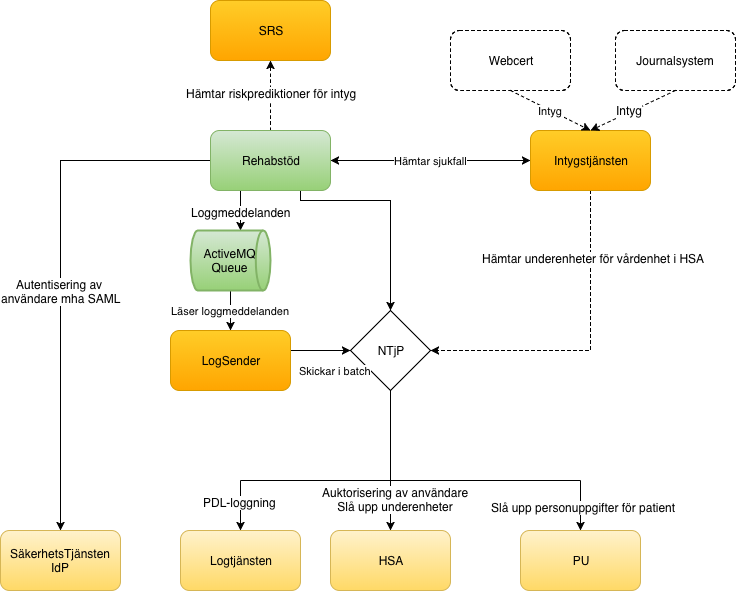 SRS
Webcert
Journalsystem
Hämtar riskprediktioner för intyg
Intyg
Intyg
Rehabstöd
Hämtar sjukfall
Intygstjänsten
Loggmeddelanden
ActiveMQ
Queue
Hämtar underenheter för vårdenhet i HSA
Autentisering av
användare mha SAML
Läser loggmeddelanden
LogSender
NTjP
Skickar i batch
PDL-loggning
Auktorisering av användare
Slå upp underenheter
Slå upp personuppgifter för patient
SäkerhetsTjänsten
IdP
Logtjänsten
HSA
PU